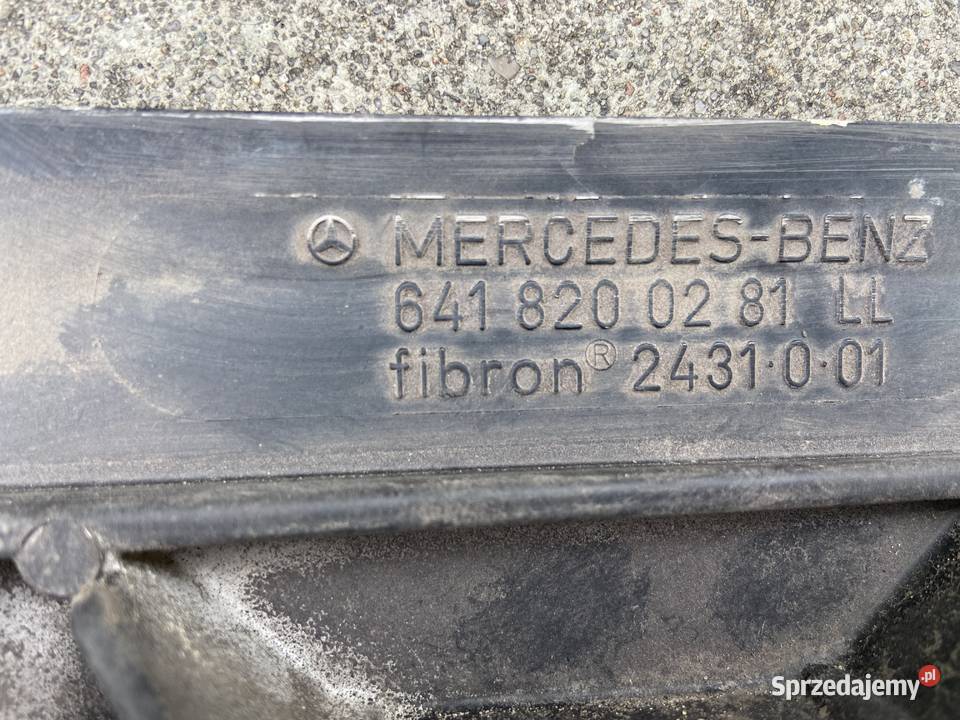 MERCEDES-BENZ
641 820 02 81 LL
fibron® 2431·0·01
Sprzedajemy.pl